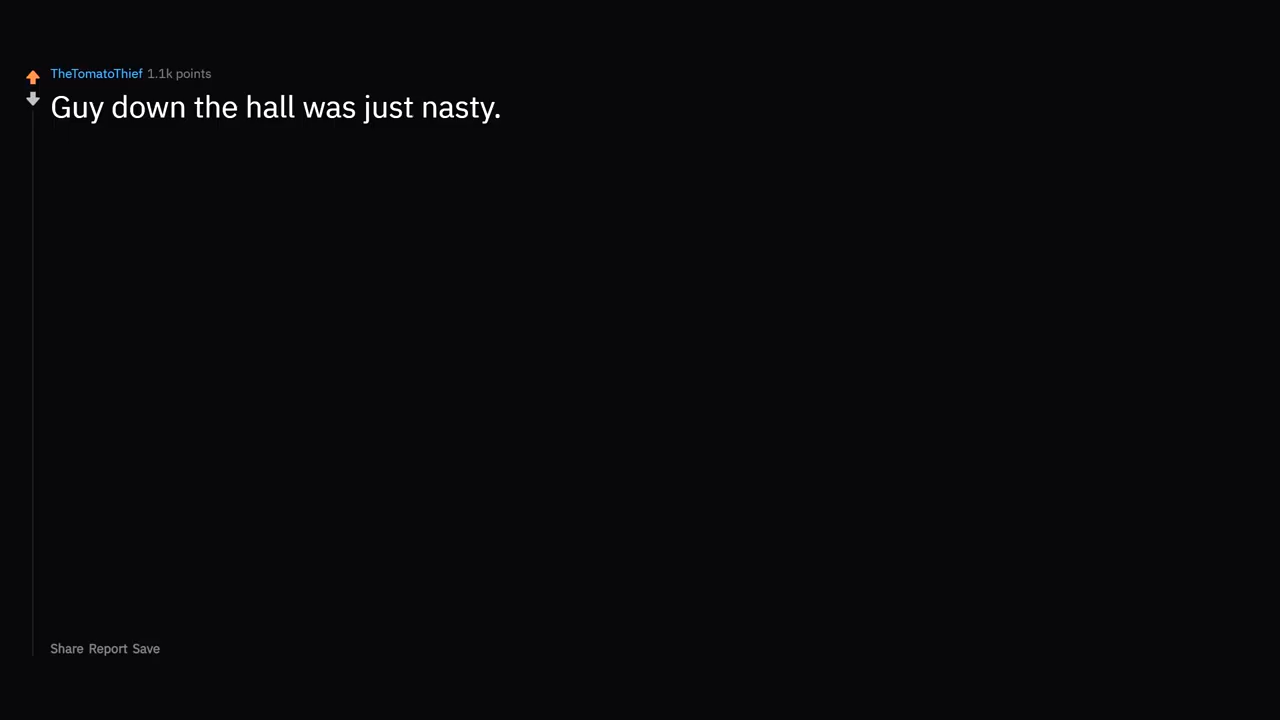 TheTomatoThief 1.1k points
Guy down the hall was just nasty.
Share Report Save